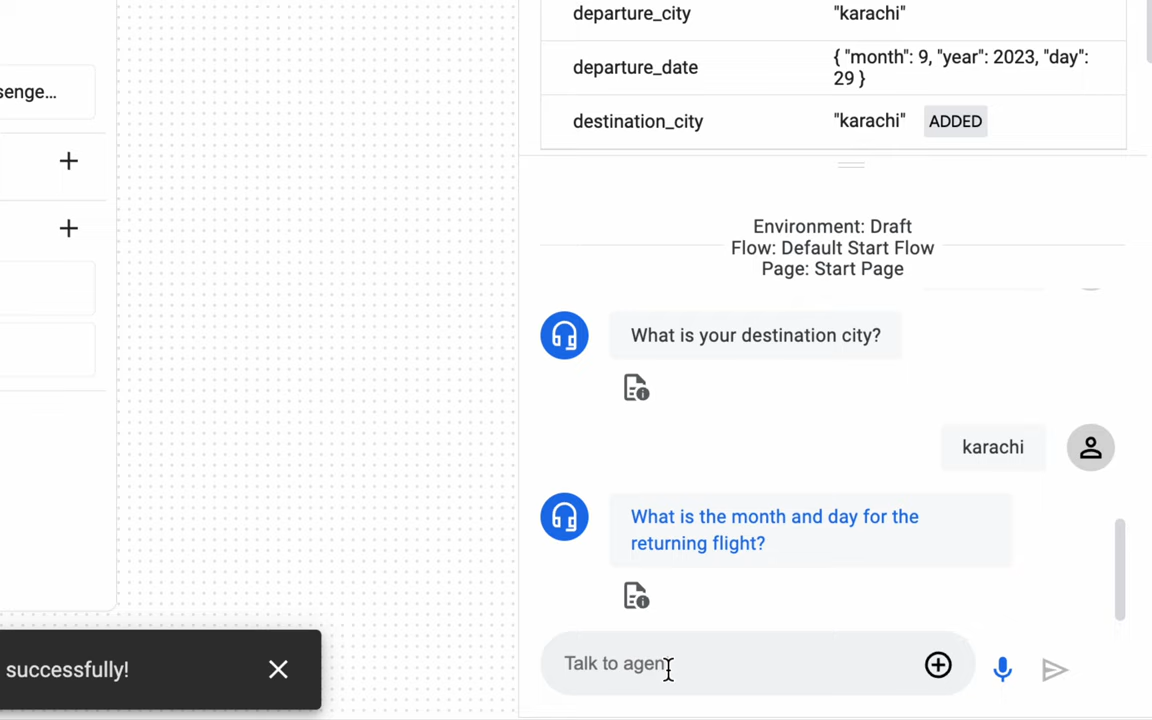 departure_city "karachi"
departure_date { "month": 9, "year": 2023, "day":
29 }
destination_city "karachi" ADDED
senge...
Environment: Draft
Flow: Default Start Flow
Page: Start Page
What is your destination city?
karachi
What is the month and day for the
returning flight?
successfully!
Talk to agent